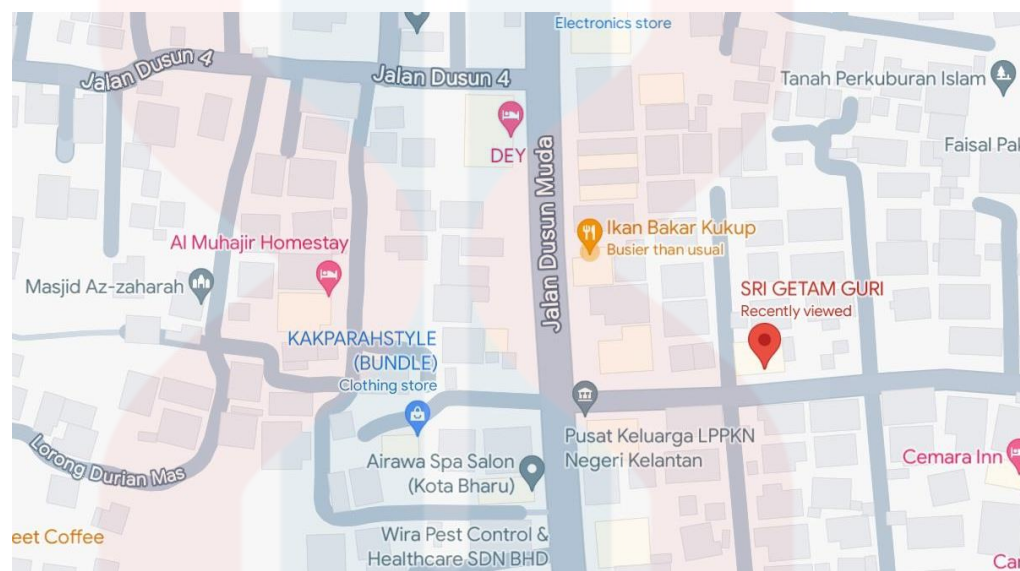 Electronics store
Jalan Dusun 4
Jalan Dusun 4
Tanah Perkuburan Islam
DEY
Jalan Dusun Muda
Faisal
Ikan Bakar Kukup
Busier than usual
Al Muhajir Homestay
Masjid Az-zaharah
SRI GETAM GURI
Recently viewed
KAKPARAHSTYLE
(BUNDLE)
Clothing store
Pusat Keluarga LPPKN
Negeri Kelantan
Lorong Durian Mas
Airawa Spa Salon
(Kota Bharu)
Cemara Inn
eet Coffee
Wira Pest Control &
Healthcare SDN BHD